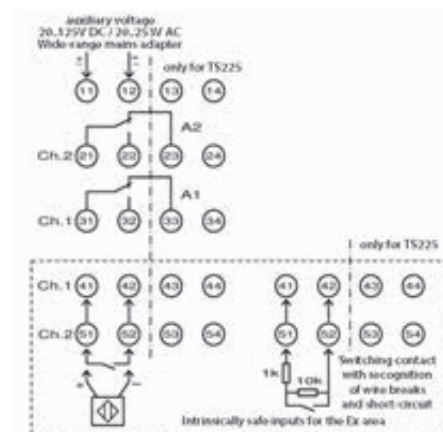 auxiliary voltage
20..125V DC / 20..253V AC
Wide-range mains adapter
only for TS225
11 12 13 14
A2
Ch.2 21 22 23 24
A1
Ch.1 31 32 33 34
only for TS225
Ch.1 41 42 43 44 41 42 43 44
Ch.2 51 52 53 54 51 52 53 54
+ −
1k
10k
Switching contact
with recognition
of wire breaks
and short-circuit
Intrinsically safe inputs for the Ex area